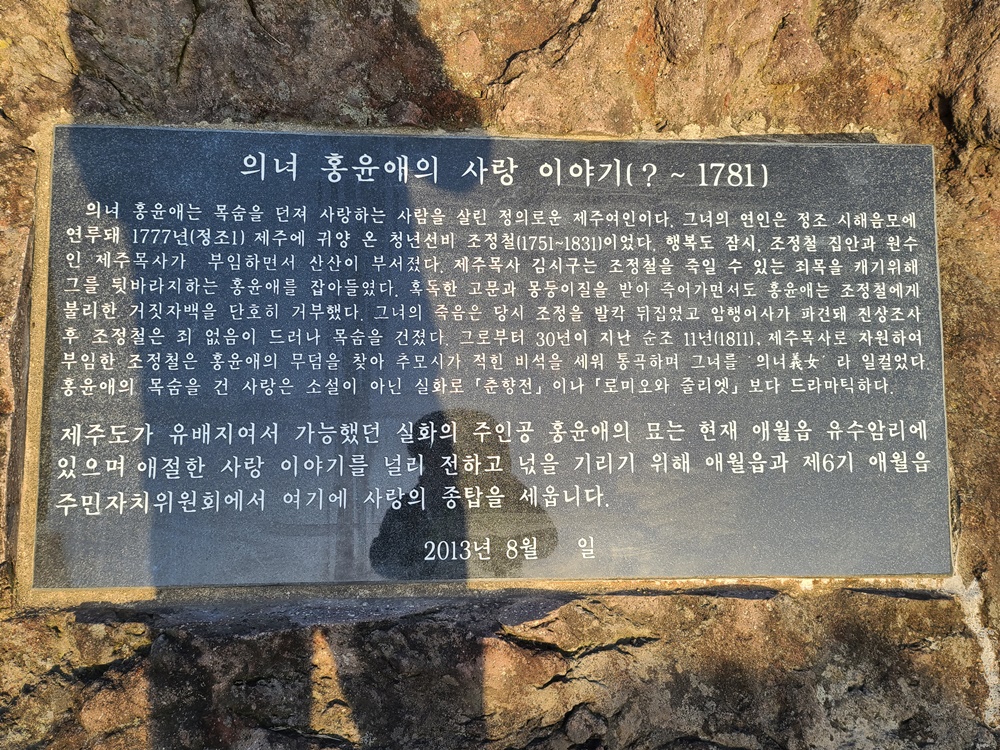 의녀 홍윤애의 사랑 이야기( ? ~ 1781)
의녀 홍윤애는 목숨을 던져 사랑하는 사람을 살린 정의로운 제주여인이다. 그녀의 연인은 정조 시해음모에
연루돼 1777년(정조1) 제주에 귀양 온 청년선비 조정철(1751~1831)이었다. 행복도 잠시, 조정철 집안과 원수
인 제주목사가 부임하면서 산산이 부서졌다. 제주목사 김시구는 조정철을 죽일 수 있는 죄목을 캐기위해
그를 뒷바라지하는 홍윤애를 잡아들였다. 혹독한 고문과 몽둥이질을 받아 죽어가면서도 홍윤애는 조정철에게
불리한 거짓자백을 단호히 거부했다. 그녀의 죽음은 당시 조정을 발칵 뒤집었고 암행어사가 파견돼 진상조사
후 조정철은 죄 없음이 드러나 목숨을 건졌다. 그로부터 30년이 지난 순조 11년(1811), 제주목사로 자원하여
부임한 조정철은 홍윤애의 무덤을 찾아 추모시가 적힌 비석을 세워 통곡하며 그녀를 '의녀義女' 라 일컬었다.
홍윤애의 목숨을 건 사랑은 소설이 아닌 실화로 「춘향전」이나 「로미오와 줄리엣」보다 드라마틱하다.
제주도가 유배지여서 가능했던 실화의 주인공 홍윤애의 묘는 현재 애월읍 유수암리에
있으며 애절한 사랑 이야기를 널리 전하고 넋을 기리기 위해 애월읍과 제6기 애월읍
주민자치위원회에서 여기에 사랑의 종탑을 세웁니다.
2013년 8월 일